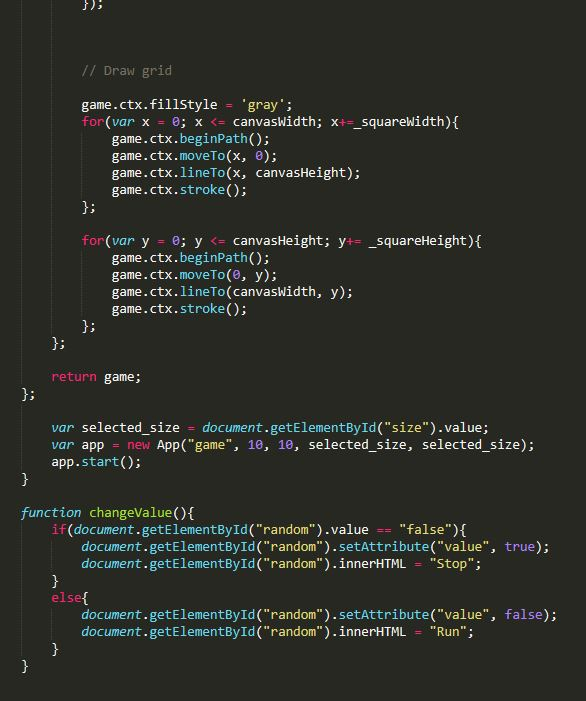 });
// Draw grid
game.ctx.fillStyle = 'gray';
for(var x = 0; x <= canvasWidth; x+=_squareWidth){
game.ctx.beginPath();
game.ctx.moveTo(x, 0);
game.ctx.lineTo(x, canvasHeight);
game.ctx.stroke();
};
for(var y = 0; y <= canvasHeight; y+= _squareHeight){
game.ctx.beginPath();
game.ctx.moveTo(0, y);
game.ctx.lineTo(canvasWidth, y);
game.ctx.stroke();
};
};
return game;
};
var selected_size = document.getElementById("size").value;
var app = new App("game", 10, 10, selected_size, selected_size);
app.start();
}
function changeValue(){
if(document.getElementById("random").value == "false"){
document.getElementById("random").setAttribute("value", true);
document.getElementById("random").innerHTML = "Stop";
}
else{
document.getElementById("random").setAttribute("value", false);
document.getElementById("random").innerHTML = "Run";
}
}